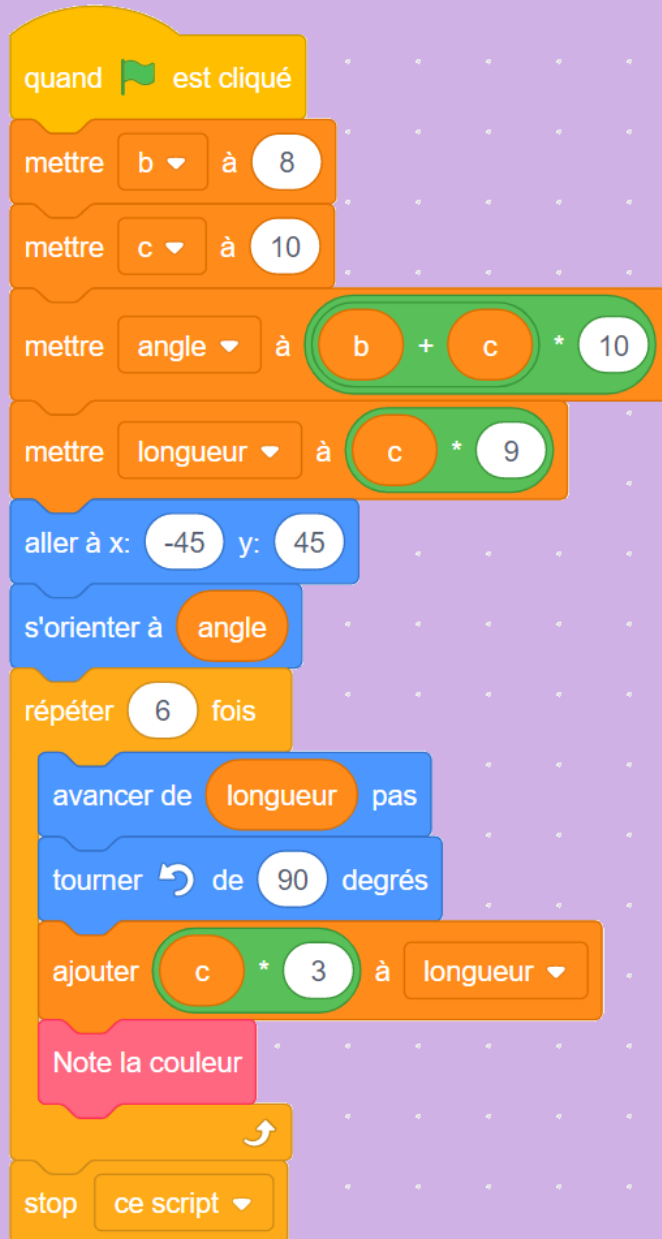 quand est cliqué
mettre b à 8
mettre c à 10
mettre angle à b + c * 10
mettre longueur à c * 9
aller à x: -45 y: 45
s'orienter à angle
répéter 6 fois
avancer de longueur pas
tourner de 90 degrés
ajouter c * 3 à longueur
Note la couleur
stop ce script